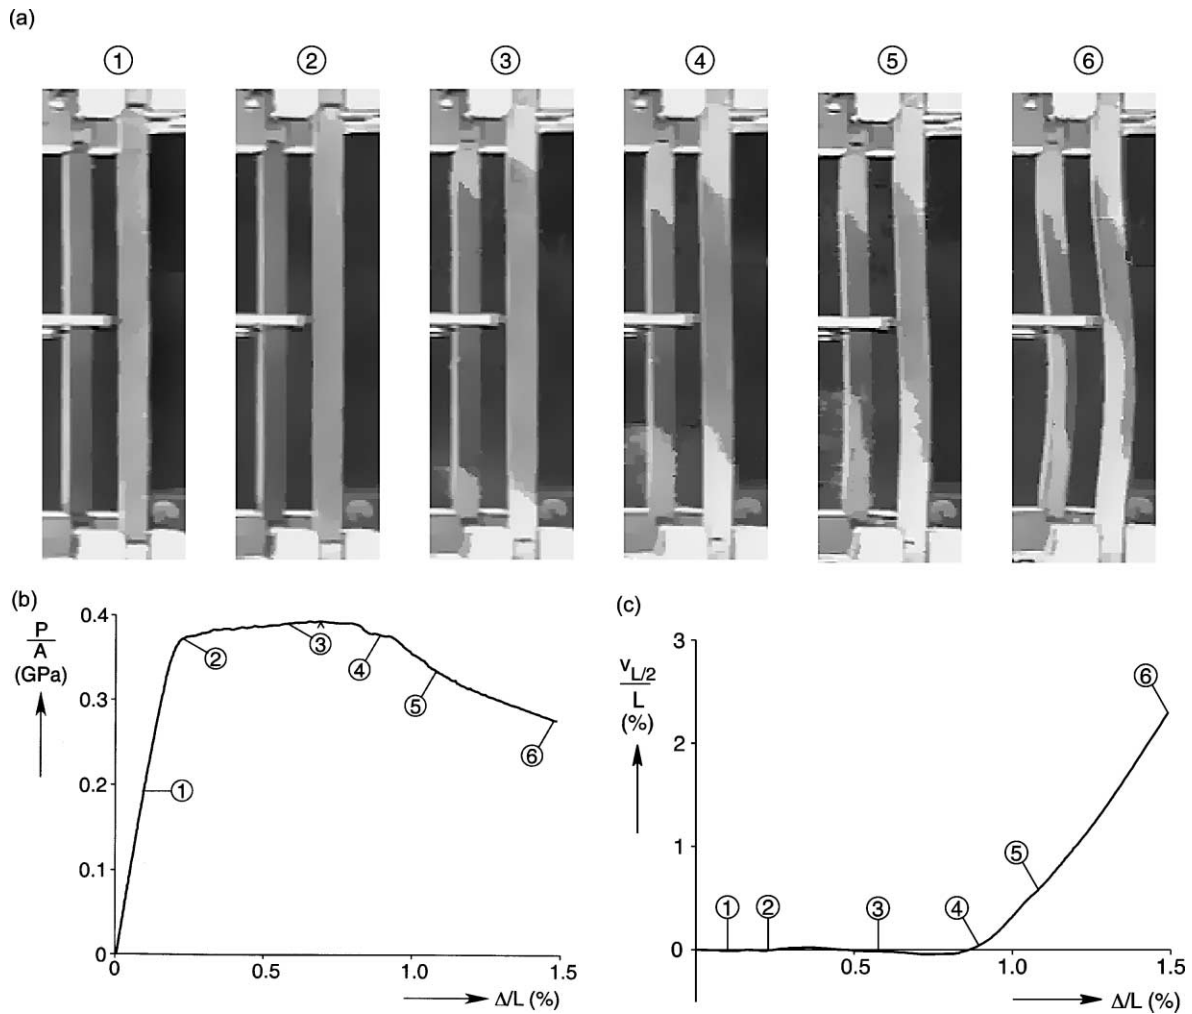 (a)
① ② ③ ④ ⑤ ⑥
(b)
P
A
(GPa)
0.4
0.3
0.2
0.1
0
0
0.5
1.0
1.5
Δ/L (%)
①
②
③
④
⑤
⑥
(c)
v_{L/2}
L
(%)
3
2
1
0
0.5
1.0
1.5
Δ/L (%)
①
②
③
④
⑤
⑥